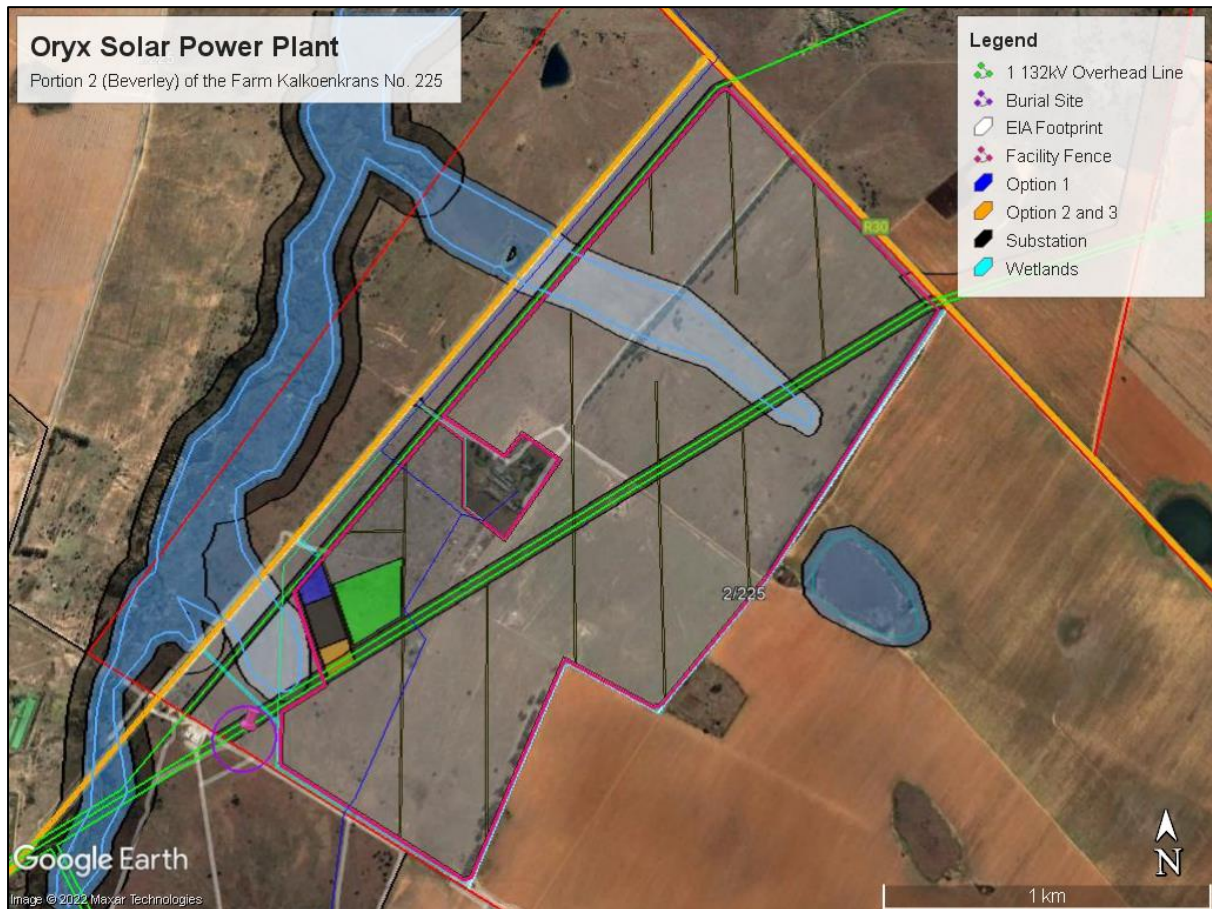 Oryx Solar Power Plant
Portion 2 (Beverley) of the Farm Kalkoenkrans No. 225
Legend
1 132kV Overhead Line
Burial Site
EIA Footprint
Facility Fence
Option 1
Option 2 and 3
Substation
Wetlands
R30
2/225
Google Earth
Image © 2022 Maxar Technologies
1 km
N